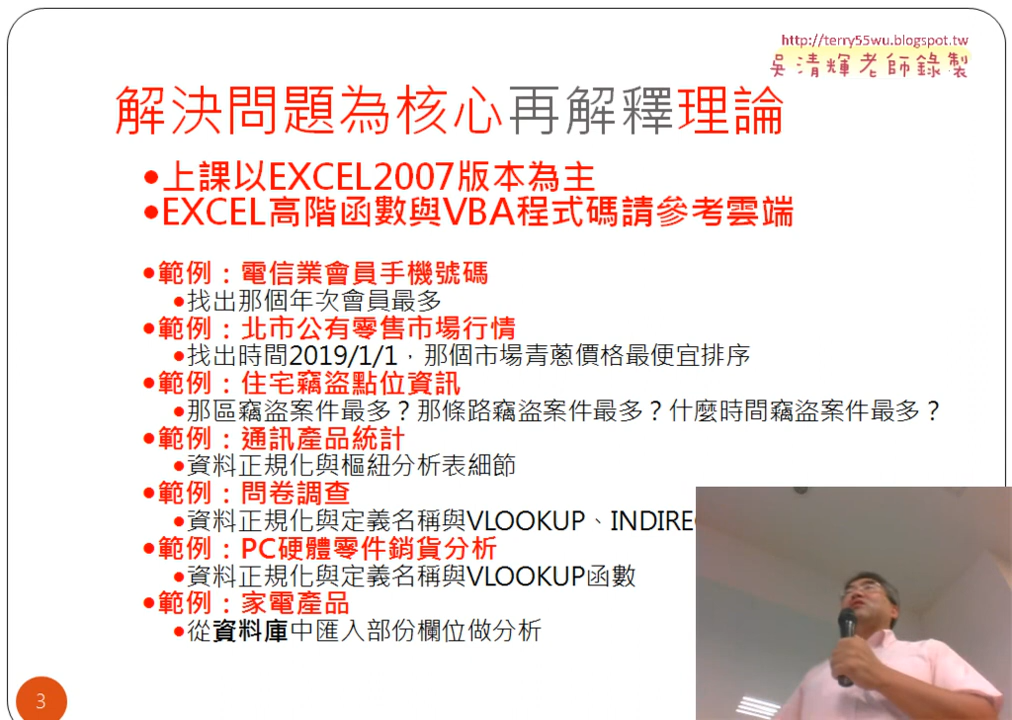 http://terry55wu.blogspot.tw
吳清輝老師錄製
解決問題為核心再解釋理論
•上課以EXCEL2007版本為主
•EXCEL高階函數與VBA程式碼請參考雲端
•範例：電信業會員手機號碼
•找出那個年次會員最多
•範例：北市公有零售市場行情
•找出時間2019/1/1，那個市場青蔥價格最便宜排序
•範例：住宅竊盜點位資訊
•那區竊盜案件最多？那條路竊盜案件最多？什麼時間竊盜案件最多？
•範例：通訊產品統計
•資料正規化與樞紐分析表細節
•範例：問卷調查
•資料正規化與定義名稱與VLOOKUP、INDIRE
•範例：PC硬體零件銷貨分析
•資料正規化與定義名稱與VLOOKUP函數
•範例：家電產品
•從資料庫中匯入部份欄位做分析
3